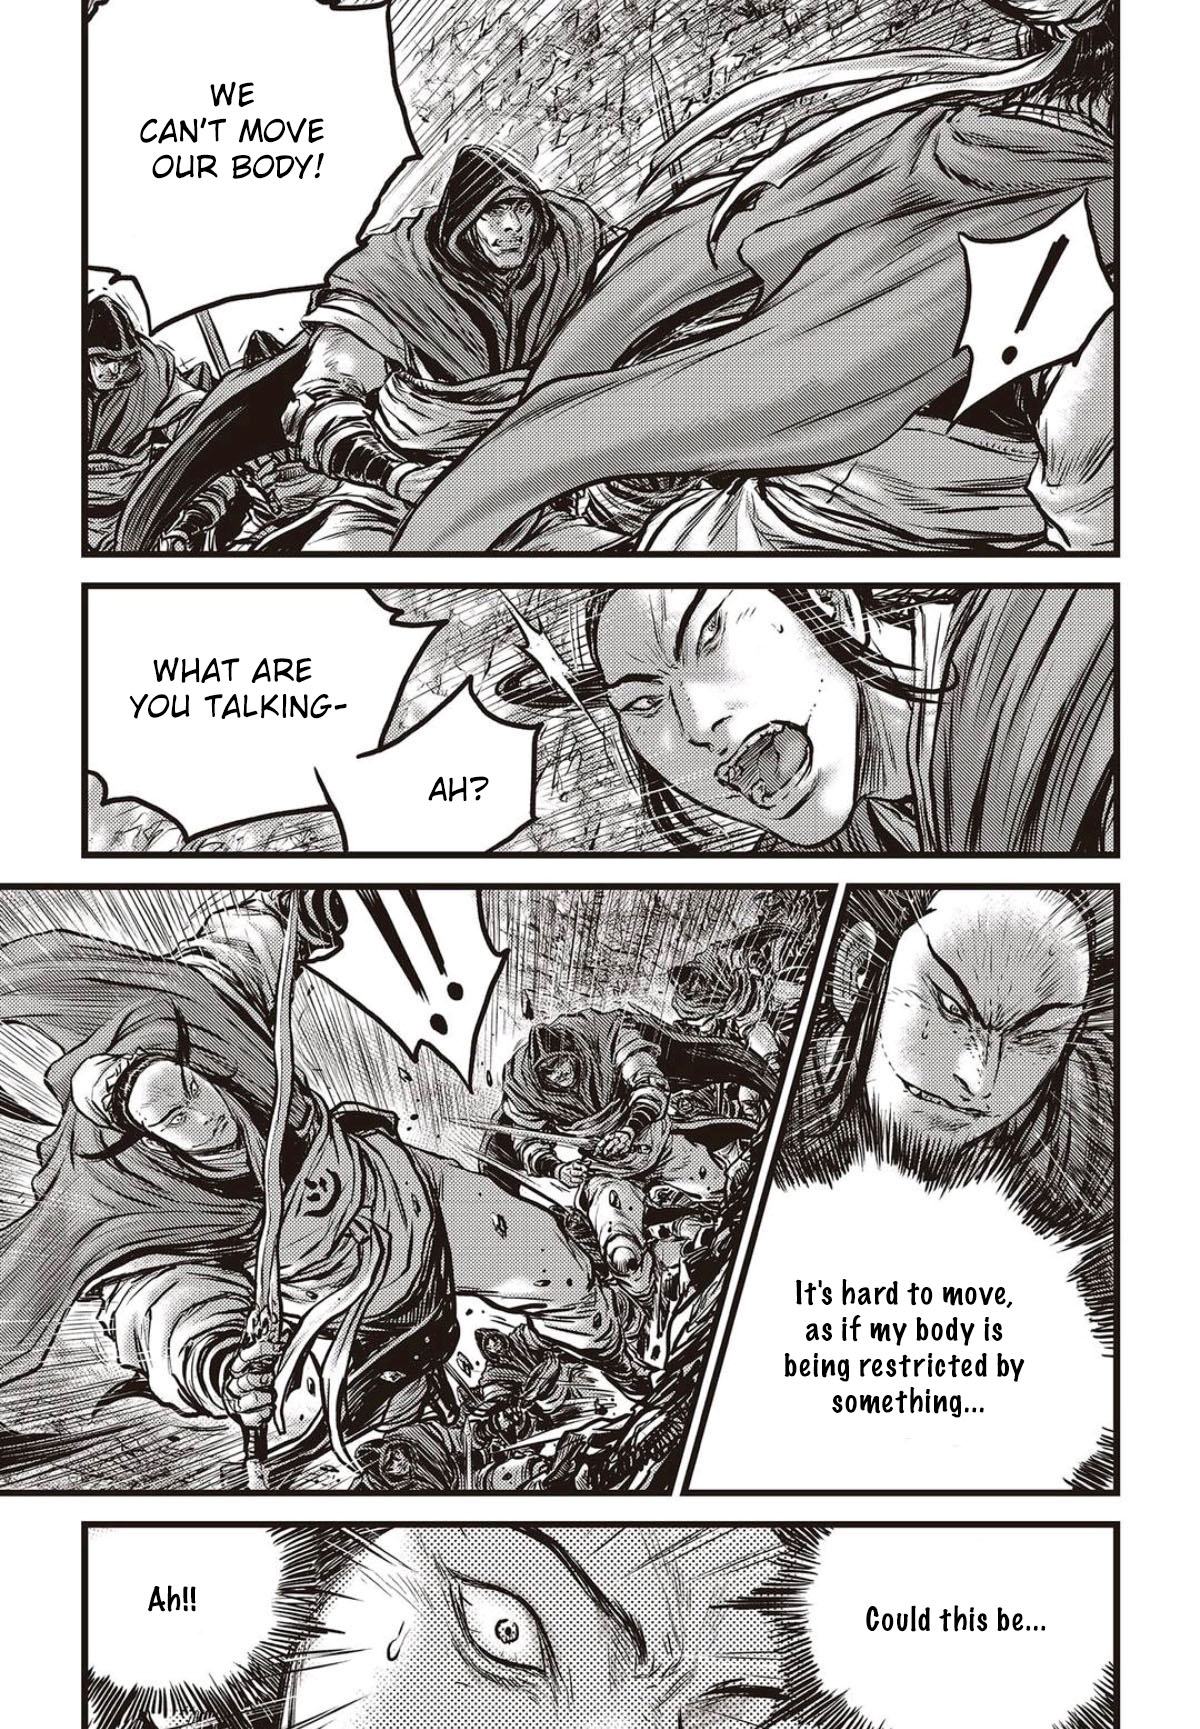 WE
CAN'T MOVE
OUR BODY!
!
AH?
WHAT ARE
YOU TALKING-
It's hard to move,
as if my body is
being restricted by
something...
!!
Could this be...
Ah!!